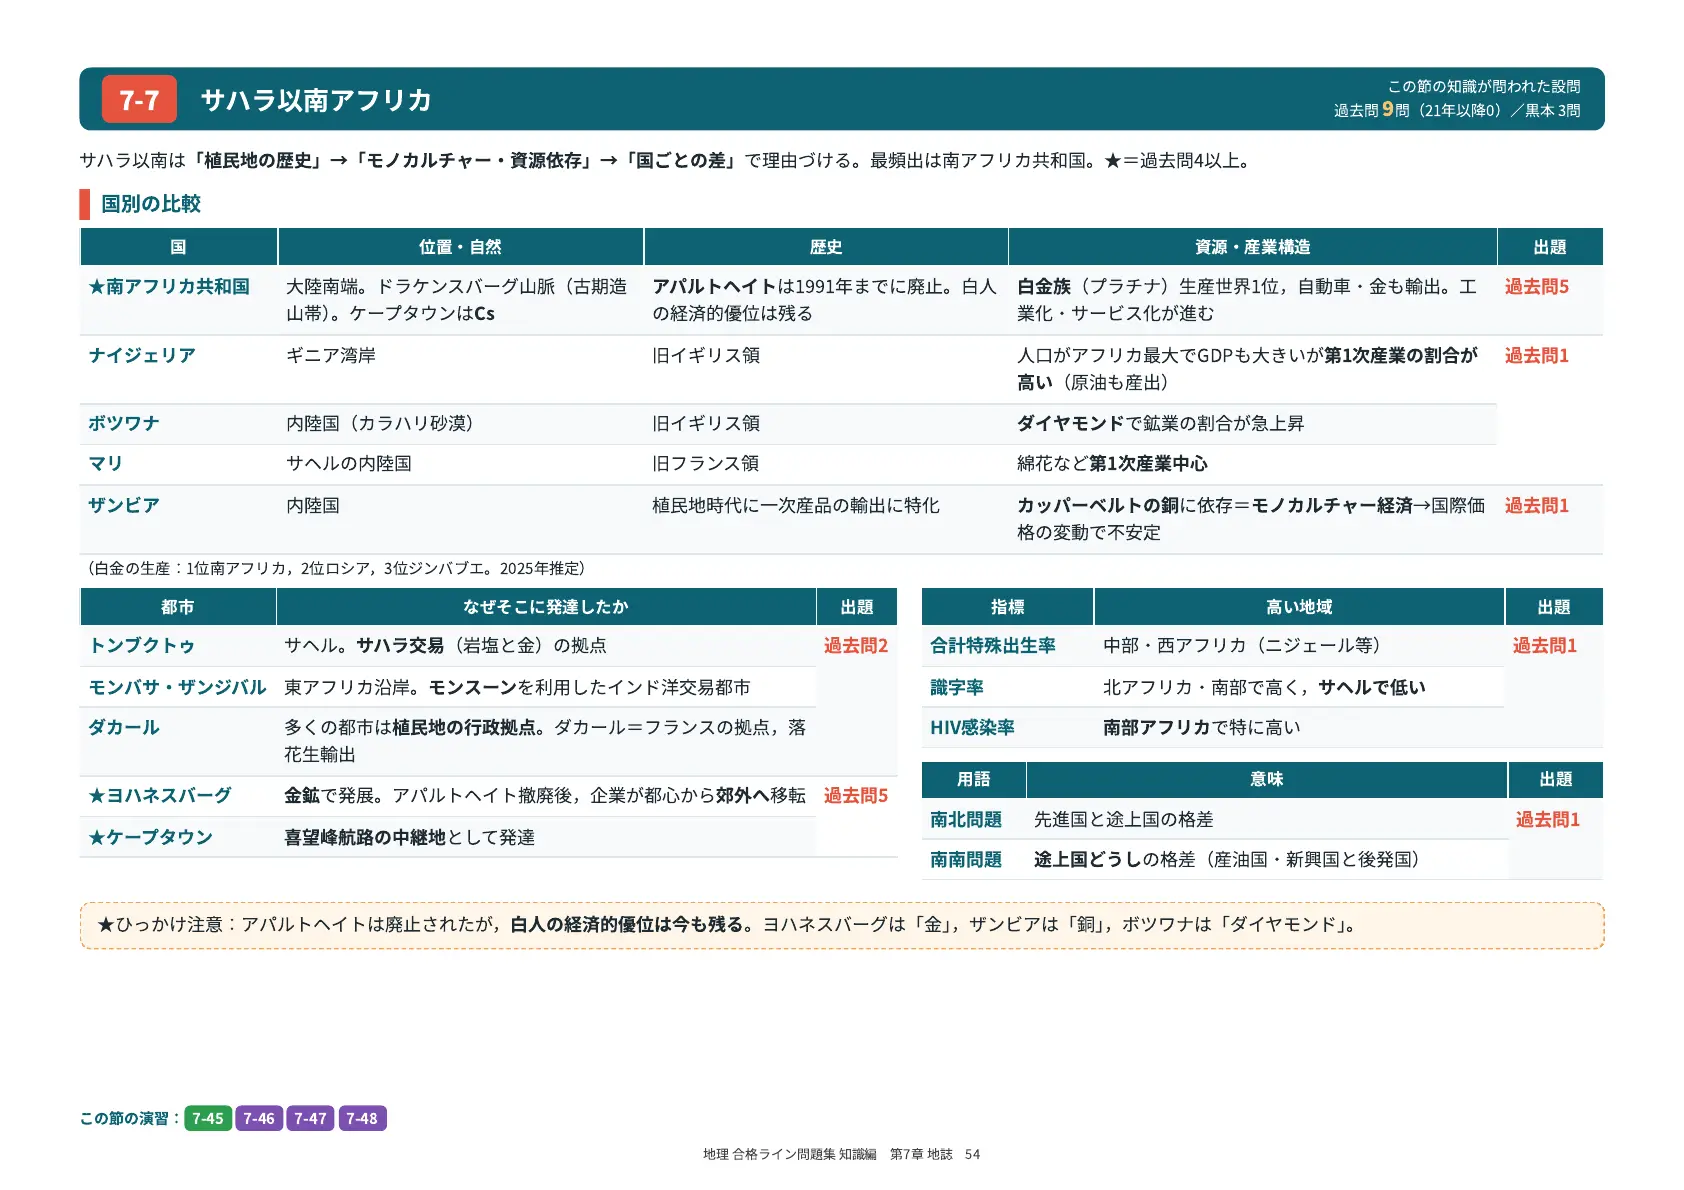 7-7 サハラ以南アフリカ
この節の知識が問われた設問
過去問9問（21年以降0）／黒本3問
サハラ以南は「植民地の歴史」→「モノカルチャー・資源依存」→「国ごとの差」で理由づける。最頻出は南アフリカ共和国。★＝過去問4以上。
国別の比較
国 位置・自然 歴史 資源・産業構造 出題
★南アフリカ共和国 大陸南端。ドラケンスバーグ山脈（古期造 アパルトヘイトは1991年までに廃止。白人 白金族（プラチナ）生産世界1位，自動車・金も輸出。工 過去問5
山帯）。ケープタウンはCs の経済的優位は残る 業化・サービス化が進む
ナイジェリア ギニア湾岸 旧イギリス領 人口がアフリカ最大でGDPも大きいが第1次産業の割合が 過去問1
高い（原油も産出）
ボツワナ 内陸国（カラハリ砂漠） 旧イギリス領 ダイヤモンドで鉱業の割合が急上昇
マリ サヘルの内陸国 旧フランス領 綿花など第1次産業中心
ザンビア 内陸国 植民地時代に一次産品の輸出に特化 カッパーベルトの銅に依存＝モノカルチャー経済→国際価 過去問1
格の変動で不安定
（白金の生産：1位南アフリカ，2位ロシア，3位ジンバブエ。2025年推定）
都市 なぜそこに発達したか 出題
トンブクトゥ サヘル。サハラ交易（岩塩と金）の拠点 過去問2
モンバサ・ザンジバル 東アフリカ沿岸。モンスーンを利用したインド洋交易都市
ダカール 多くの都市は植民地の行政拠点。ダカール＝フランスの拠点，落
花生輸出
★ヨハネスバーグ 金鉱で発展。アパルトヘイト撤廃後，企業が都心から郊外へ移転 過去問5
★ケープタウン 喜望峰航路の中継地として発達
指標 高い地域 出題
合計特殊出生率 中部・西アフリカ（ニジェール等） 過去問1
識字率 北アフリカ・南部で高く，サヘルで低い
HIV感染率 南部アフリカで特に高い
用語 意味 出題
南北問題 先進国と途上国の格差 過去問1
南南問題 途上国どうしの格差（産油国・新興国と後発国）
★ひっかけ注意：アパルトヘイトは廃止されたが，白人の経済的優位は今も残る。ヨハネスバーグは「金」，ザンビアは「銅」，ボツワナは「ダイヤモンド」。
この節の演習： 7-45 7-46 7-47 7-48
地理 合格ライン問題集 知識編　第7章 地誌　54